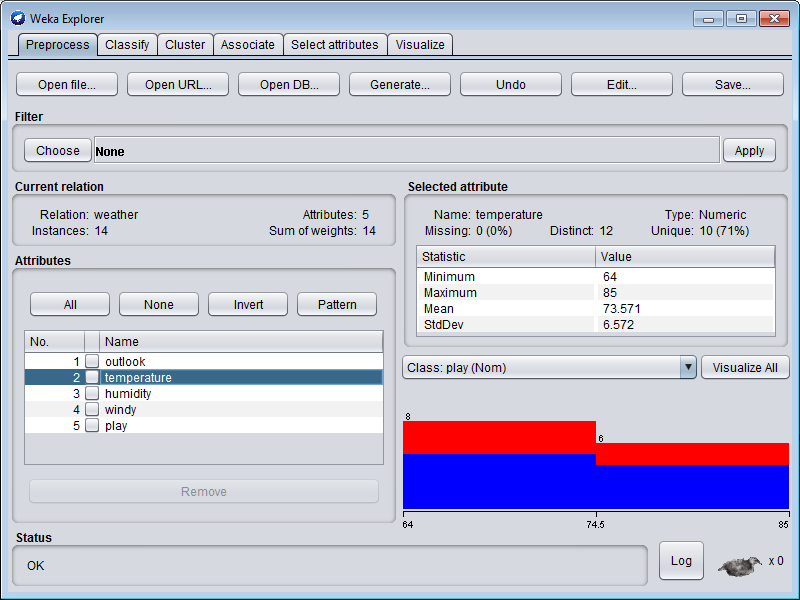 Weka Explorer
Preprocess Classify Cluster Associate Select attributes Visualize
Open file... Open URL... Open DB... Generate... Undo Edit... Save...
Filter
Choose None Apply
Current relation
Relation: weather Attributes: 5
Instances: 14 Sum of weights: 14
Attributes
All None Invert Pattern
No. Name
1 outlook
2 temperature
3 humidity
4 windy
5 play
Remove
Selected attribute
Name: temperature Type: Numeric
Missing: 0 (0%) Distinct: 12 Unique: 10 (71%)
Statistic Value
Minimum 64
Maximum 85
Mean 73.571
StdDev 6.572
Class: play (Nom) Visualize All
8
6
64 74.5 85
Status
OK
Log x 0